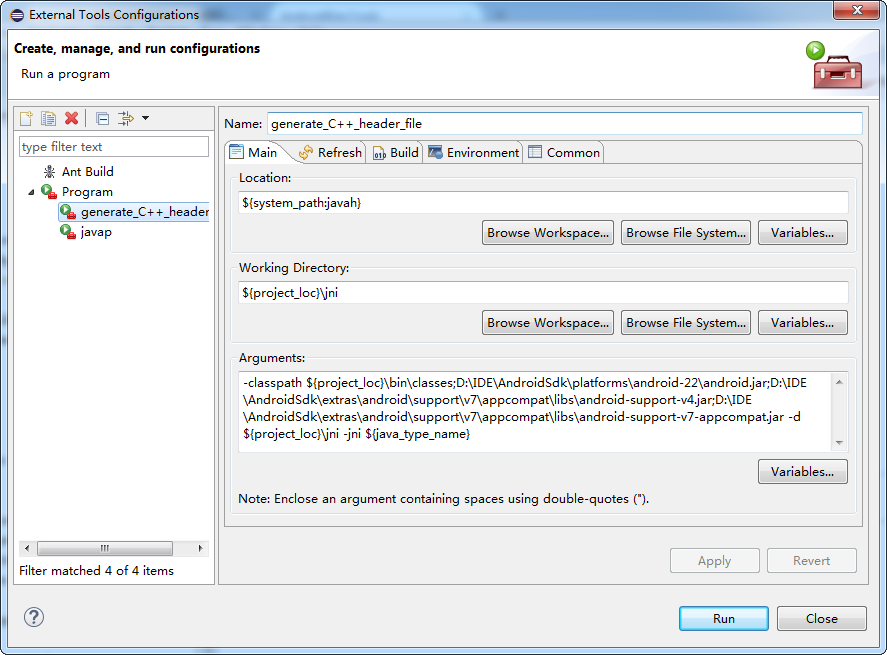 External Tools Configurations
Create, manage, and run configurations
Run a program
type filter text
Ant Build
Program
generate_C++_header
javap
Filter matched 4 of 4 items
Name: generate_C++_header_file
Main Refresh Build Environment Common
Location:
${system_path:javah}
Browse Workspace... Browse File System... Variables...
Working Directory:
${project_loc}\jni
Browse Workspace... Browse File System... Variables...
Arguments:
-classpath ${project_loc}\bin\classes;D:\IDE\AndroidSdk\platforms\android-22\android.jar;D:\IDE
\AndroidSdk\extras\android\support\v7\appcompat\libs\android-support-v4.jar;D:\IDE
\AndroidSdk\extras\android\support\v7\appcompat\libs\android-support-v7-appcompat.jar -d
${project_loc}\jni -jni ${java_type_name}
Variables...
Note: Enclose an argument containing spaces using double-quotes (").
Apply Revert
Run Close